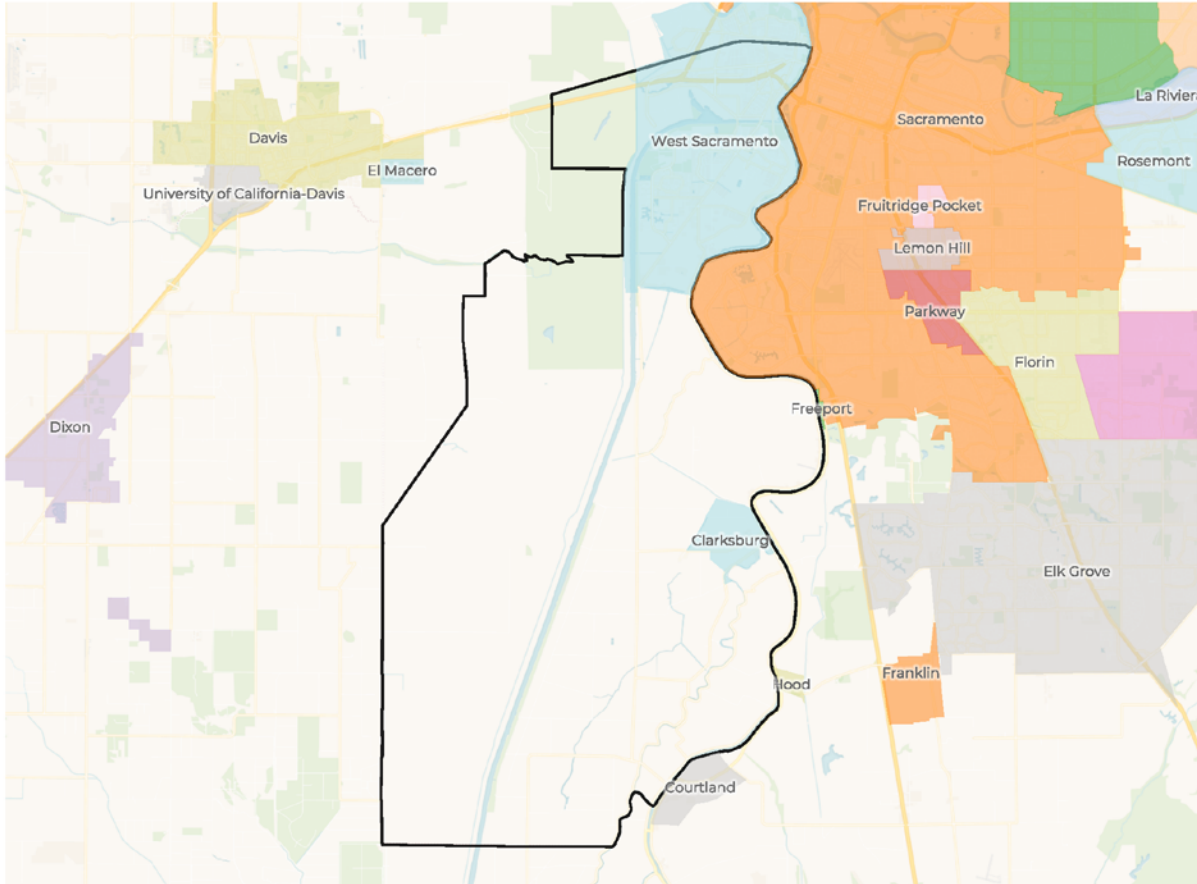 La Riviera
Sacramento
Davis
West Sacramento
Rosemont
El Macero
University of California-Davis
Fruitridge Pocket
Lemon Hill
Parkway
Florin
Freeport
Dixon
Clarksburg
Elk Grove
Franklin
Hood
Courtland